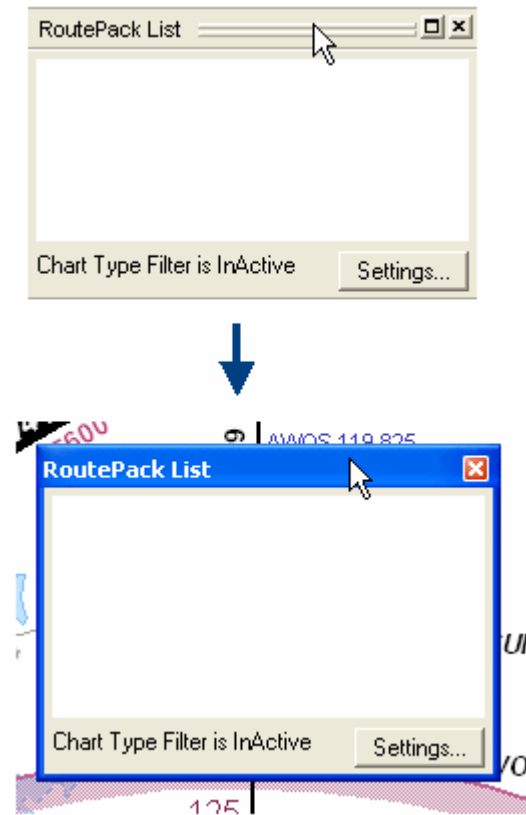 RoutePack List
Chart Type Filter is InActive
Settings...
5600
AWOS 119.825
RoutePack List
Chart Type Filter is InActive
Settings...
125